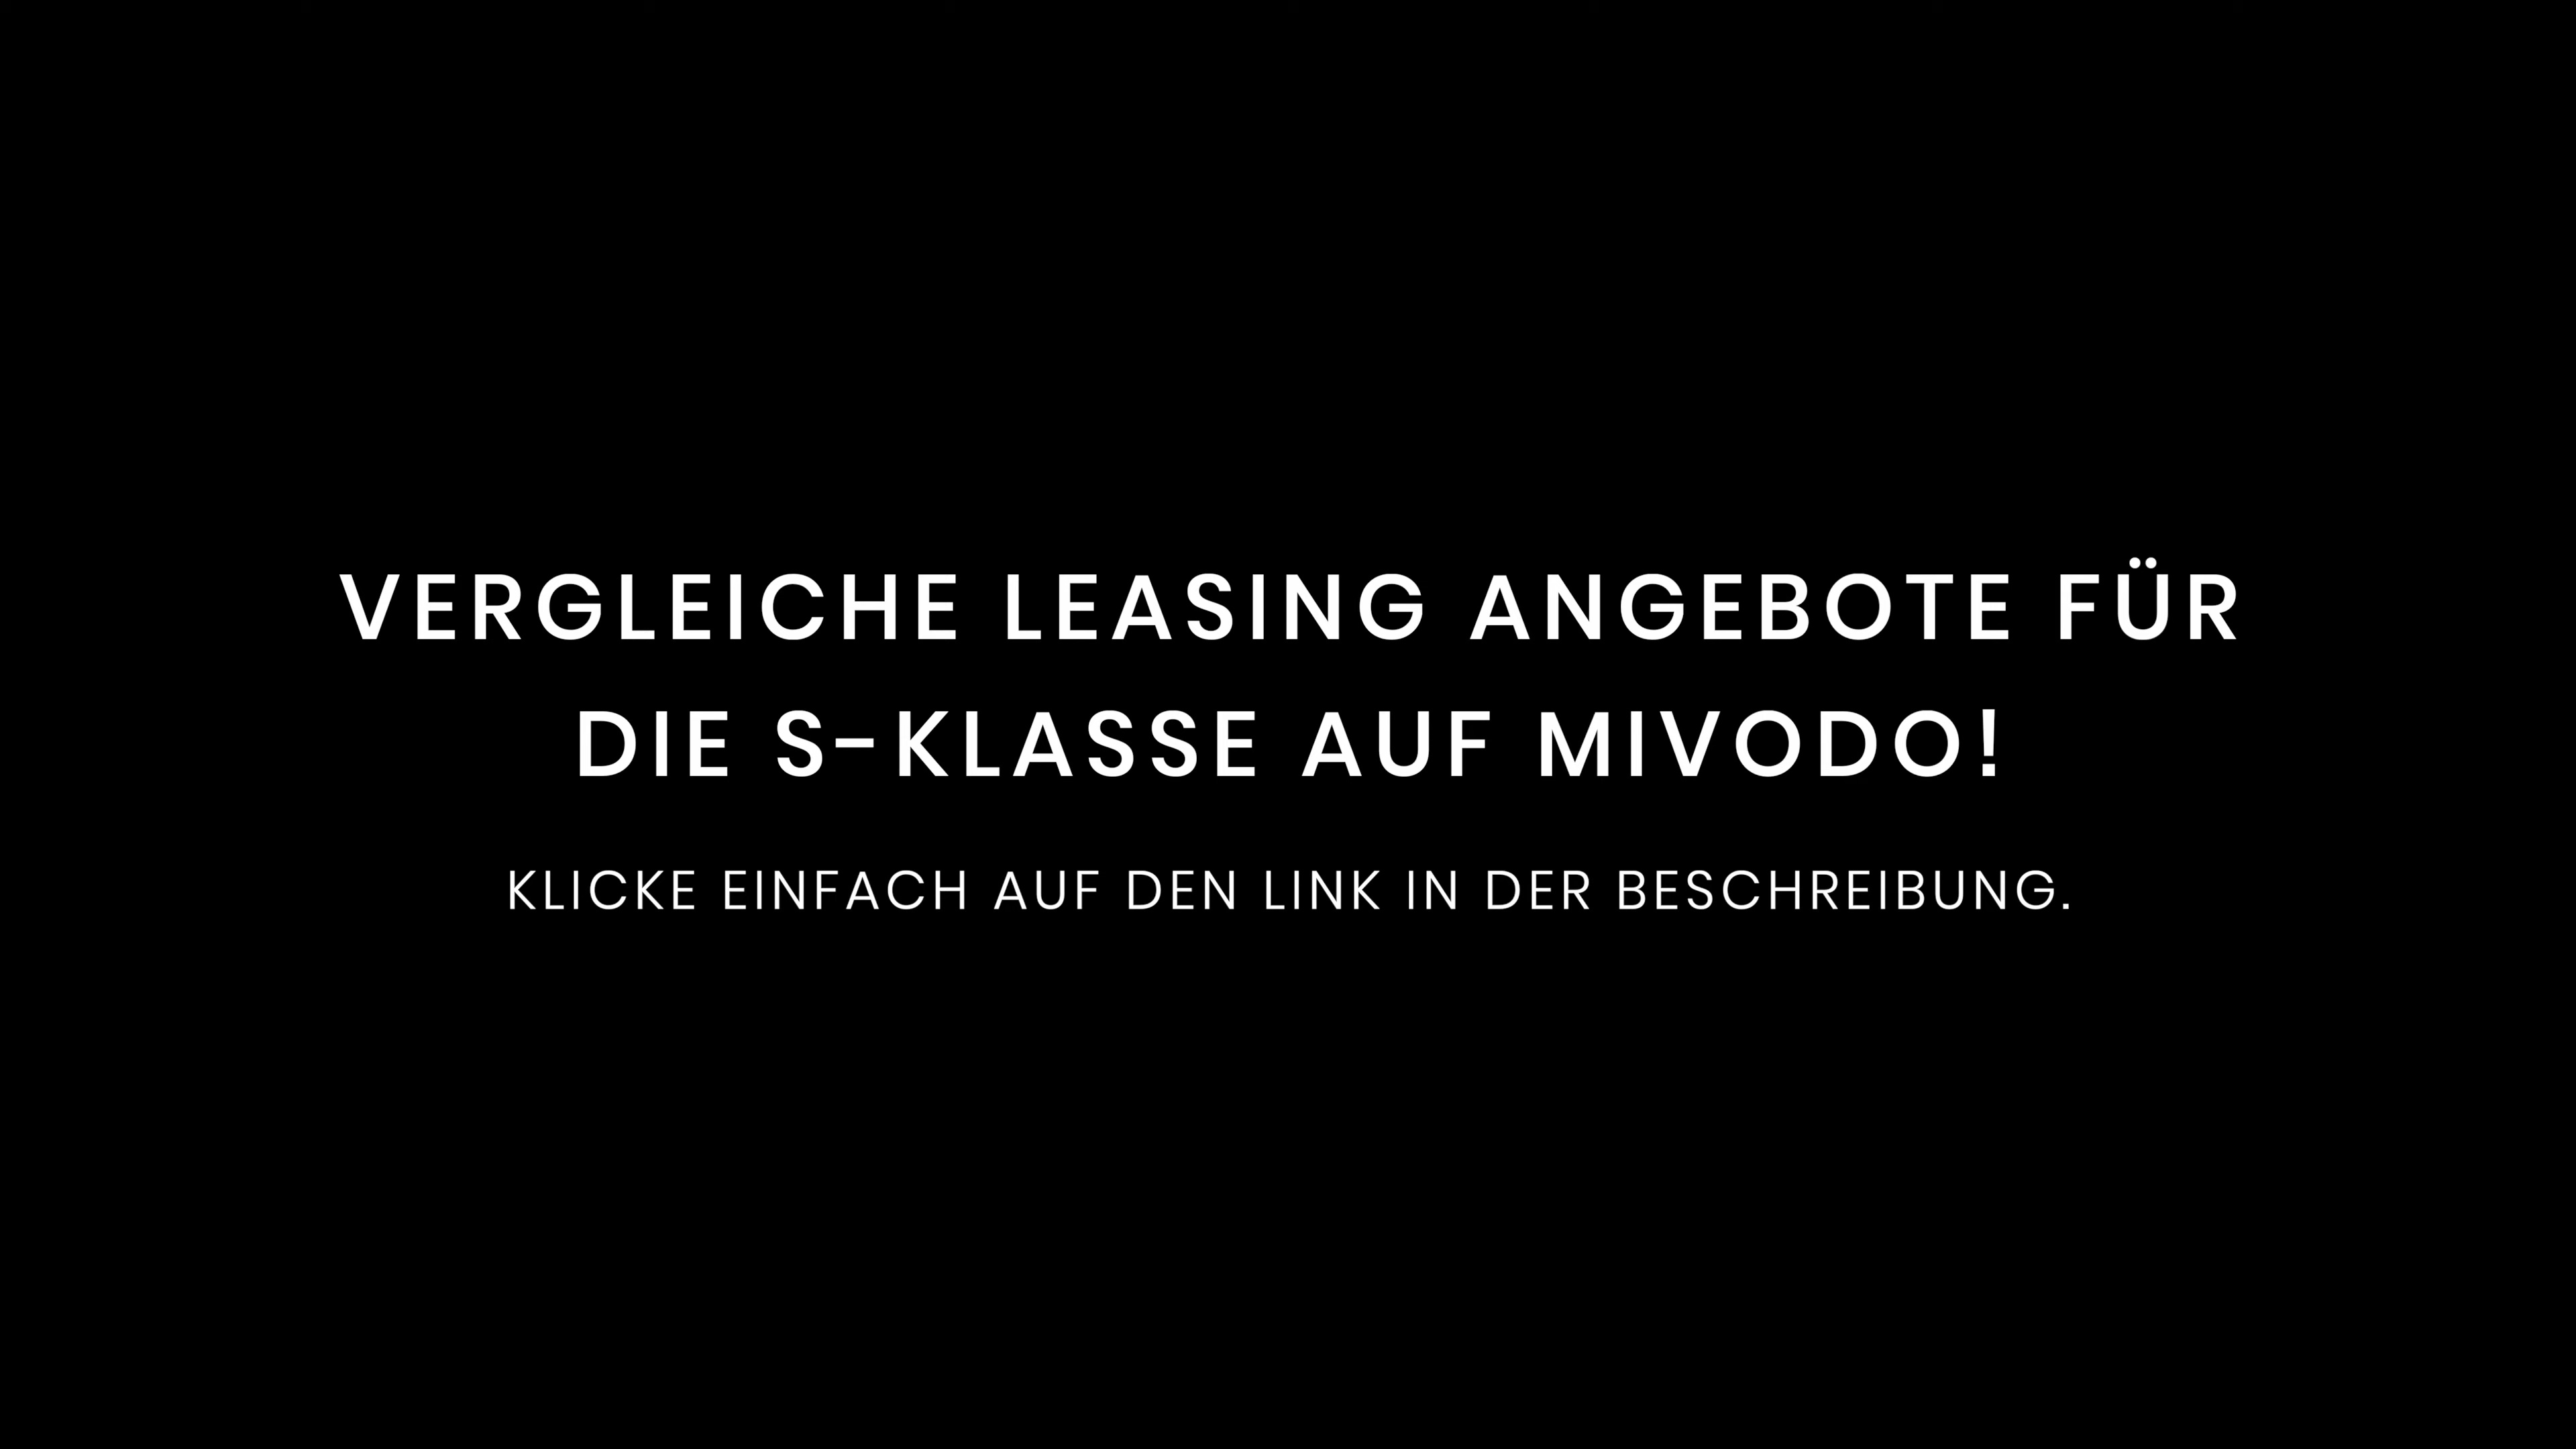 VERGLEICHE LEASING ANGEBOTE FÜR
DIE S-KLASSE AUF MIVODO!
KLICKE EINFACH AUF DEN LINK IN DER BESCHREIBUNG.